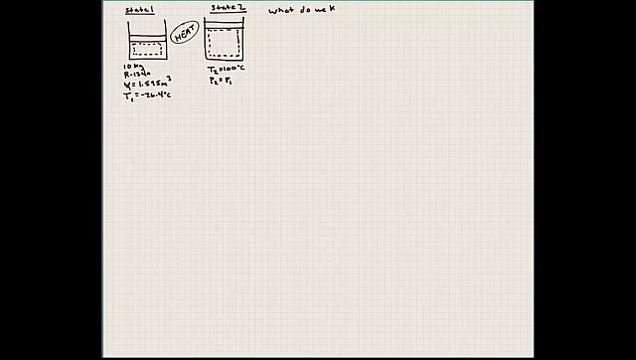 State 1
State 2
What do we k
HEAT
10 kg
R-134a
V = 1.595 m³
T₁ = -26.4°C
T₂ = 100°C
P₂ = P₁